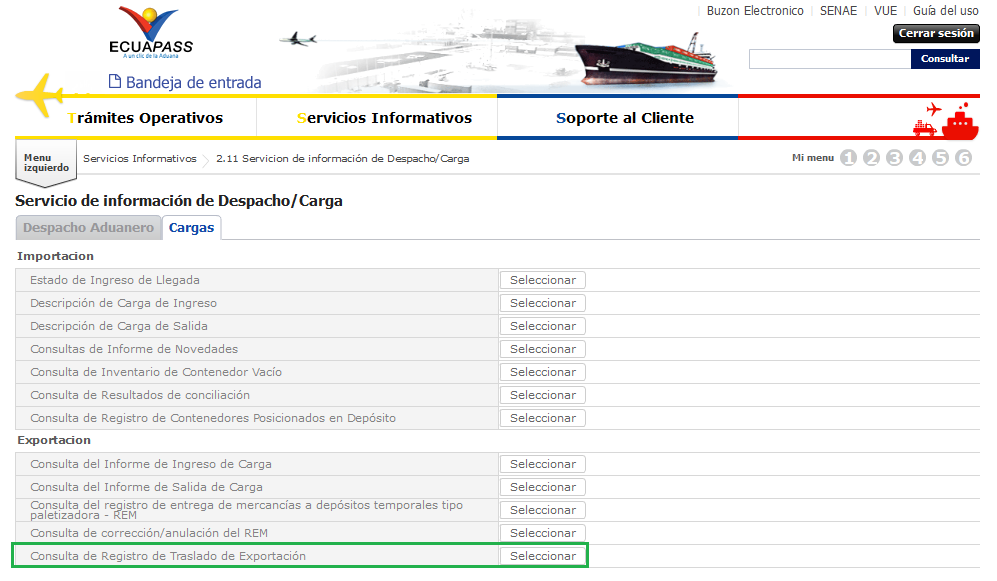 Buzon Electronico | SENAE | VUE | Guía del uso
Cerrar sesión
Consultar
ECUAPASS
A un clic de la Aduana
Bandeja de entrada
Trámites Operativos
Servicios Informativos
Soporte al Cliente
Menu
izquierdo
Servicios Informativos
2.11 Servicion de información de Despacho/Carga
Mi menu 1 2 3 4 5 6
Servicio de información de Despacho/Carga
Despacho Aduanero
Cargas
Importacion
Estado de Ingreso de Llegada Seleccionar
Descripción de Carga de Ingreso Seleccionar
Descripción de Carga de Salida Seleccionar
Consultas de Informe de Novedades Seleccionar
Consulta de Inventario de Contenedor Vacío Seleccionar
Consulta de Resultados de conciliación Seleccionar
Consulta de Registro de Contenedores Posicionados en Depósito Seleccionar
Exportacion
Consulta del Informe de Ingreso de Carga Seleccionar
Consulta del Informe de Salida de Carga Seleccionar
Consulta del registro de entrega de mercancías a depósitos temporales tipo
paletizadora - REM Seleccionar
Consulta de corrección/anulación del REM Seleccionar
Consulta de Registro de Traslado de Exportación Seleccionar